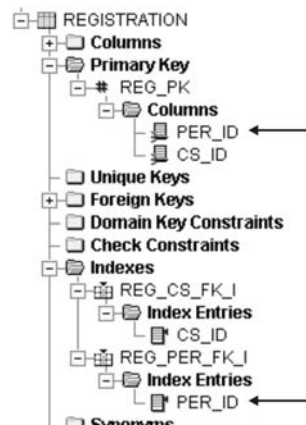 REGISTRATION
Columns
Primary Key
REG_PK
Columns
PER_ID
CS_ID
Unique Keys
Foreign Keys
Domain Key Constraints
Check Constraints
Indexes
REG_CS_FK_I
Index Entries
CS_ID
REG_PER_FK_I
Index Entries
PER_ID
Synonyms